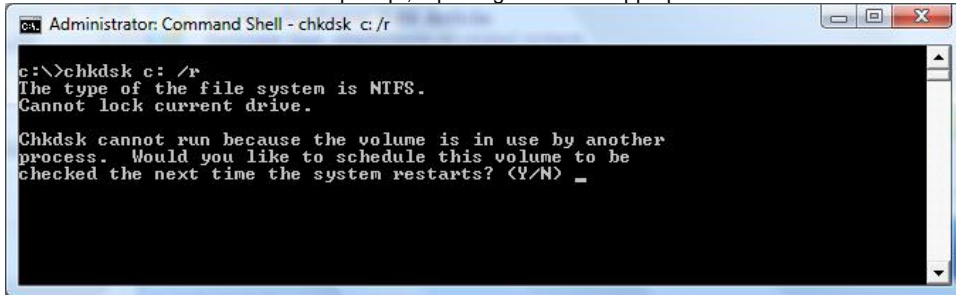 Administrator: Command Shell - chkdsk c: /r
c:\>chkdsk c: /r
The type of the file system is NTFS.
Cannot lock current drive.
Chkdsk cannot run because the volume is in use by another
process.  Would you like to schedule this volume to be
checked the next time the system restarts? (Y/N) _